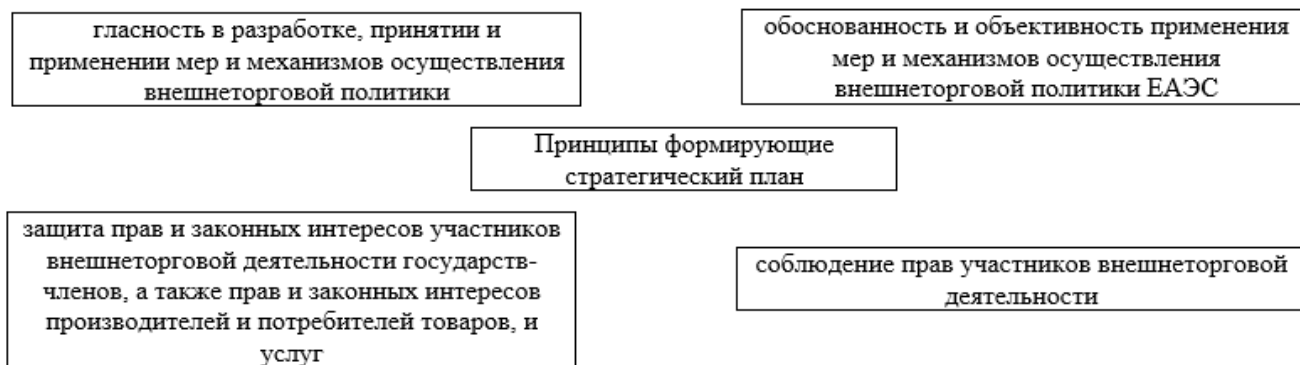 гласность в разработке, принятии и
применении мер и механизмов осуществления
внешнеторговой политики
обоснованность и объективность применения
мер и механизмов осуществления
внешнеторговой политики ЕАЭС
Принципы формирующие
стратегический план
защита прав и законных интересов участников
внешнеторговой деятельности государств-
членов, а также прав и законных интересов
производителей и потребителей товаров, и
услуг
соблюдение прав участников внешнеторговой
деятельности